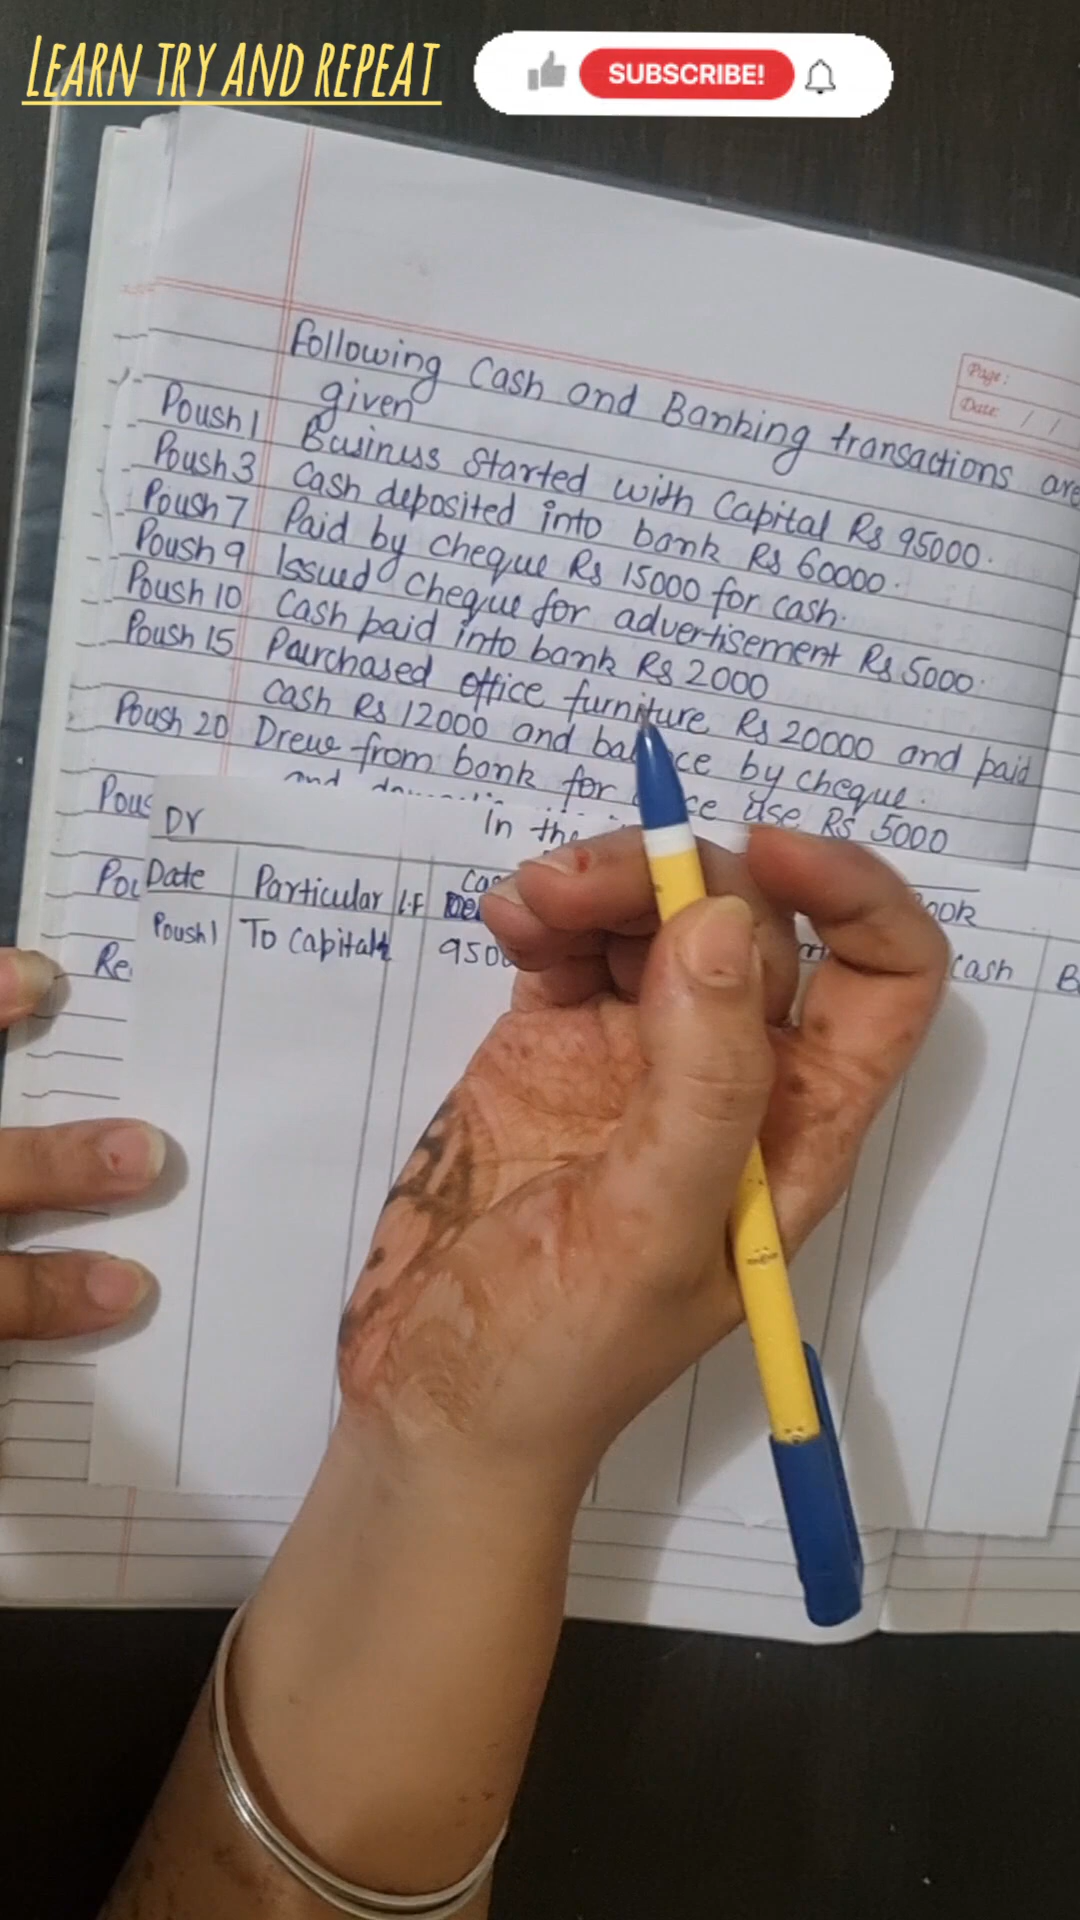 LEARN TRY AND REPEAT
SUBSCRIBE!
Page:
Date: / /
Following Cash and Banking transactions are
given
Poush 1 Business Started with Capital Rs 95000.
Poush 3 Cash deposited into bank Rs 60000.
Poush 7 Paid by cheque Rs 15000 for cash.
Poush 9 Issued Cheque for advertisement Rs 5000.
Poush 10 Cash paid into bank Rs 2000
Poush 15 Paurchased office furniture Rs 20000 and paid
cash Rs 12000 and by cheque.
Poush 20 Drew from bank for use Rs 5000
and
DY In the
Date Particular L.F Cash
Poush 1 To Capital